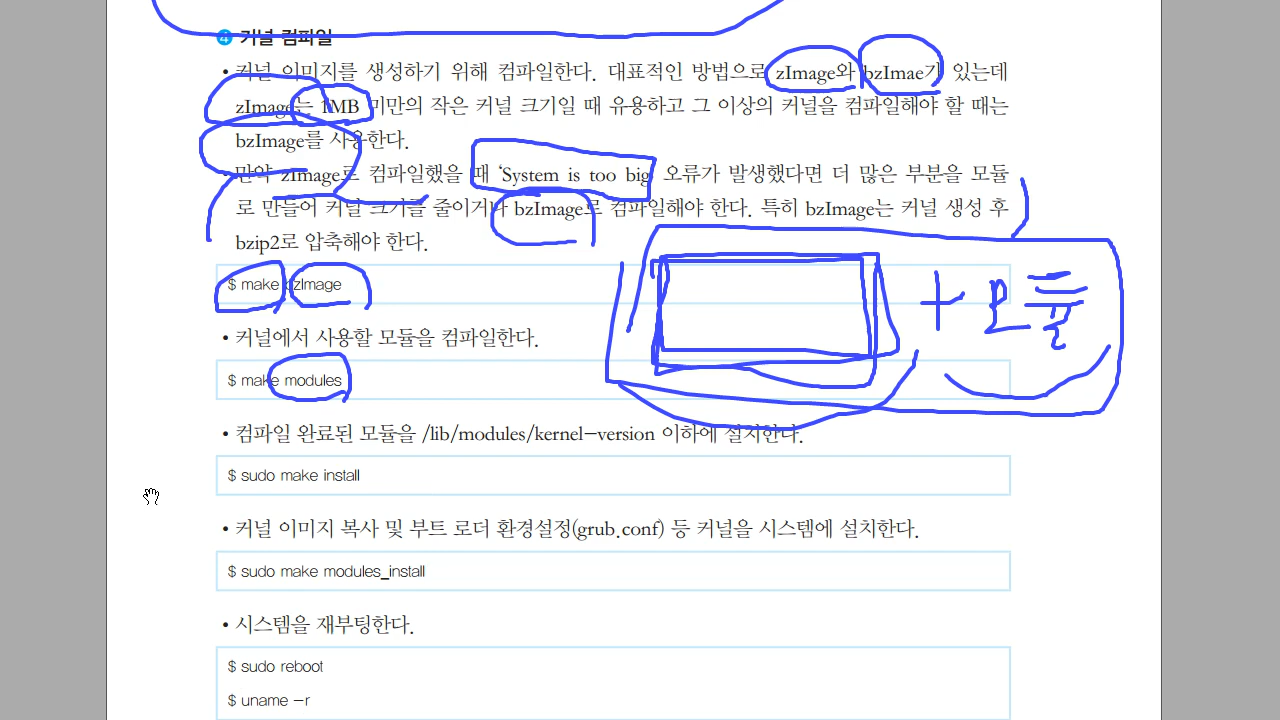 4 커널 컴파일
• 커널 이미지를 생성하기 위해 컴파일한다. 대표적인 방법으로 zImage와 bzImae가 있는데
zImage는 1MB 미만의 작은 커널 크기일 때 유용하고 그 이상의 커널을 컴파일해야 할 때는
bzImage를 사용한다.
• 만약 zImage로 컴파일했을 때 ‘System is too big’ 오류가 발생했다면 더 많은 부분을 모듈
로 만들어 커널 크기를 줄이거나 bzImage로 컴파일해야 한다. 특히 bzImage는 커널 생성 후
bzip2로 압축해야 한다.
$ make bzImage
• 커널에서 사용할 모듈을 컴파일한다.
$ make modules
• 컴파일 완료된 모듈을 /lib/modules/kernel-version 이하에 설치한다.
$ sudo make install
• 커널 이미지 복사 및 부트 로더 환경설정(grub.conf) 등 커널을 시스템에 설치한다.
$ sudo make modules_install
• 시스템을 재부팅한다.
$ sudo reboot
$ uname -r